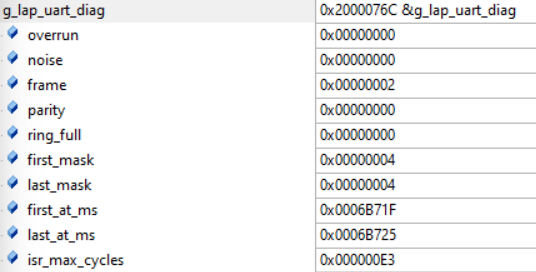 g_lap_uart_diag 0x2000076C &g_lap_uart_diag
overrun 0x00000000
noise 0x00000000
frame 0x00000002
parity 0x00000000
ring_full 0x00000000
first_mask 0x00000004
last_mask 0x00000004
first_at_ms 0x0006B71F
last_at_ms 0x0006B725
isr_max_cycles 0x000000E3